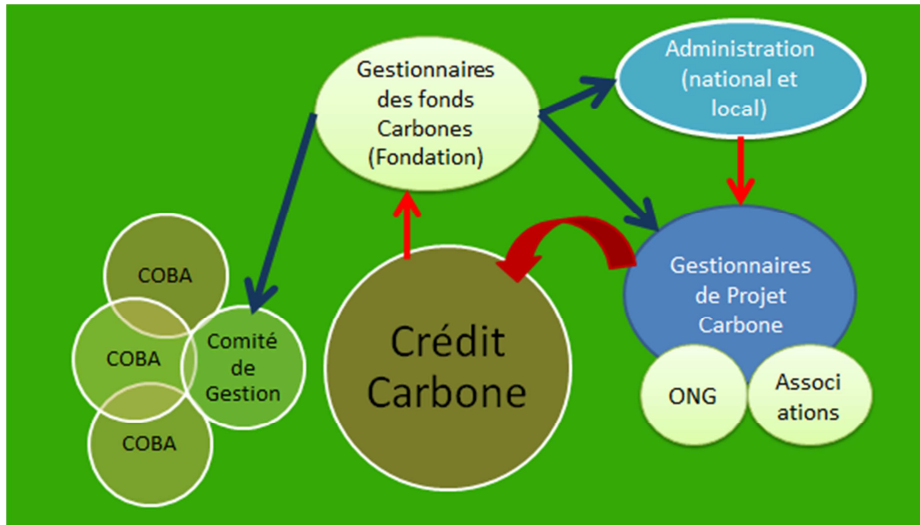 Gestionnaires
des fonds
Carbones
(Fondation)
Administration
(national et
local)
COBA
COBA
COBA
Comité
de
Gestion
Crédit
Carbone
Gestionnaires
de Projet
Carbone
ONG
Associ
ations